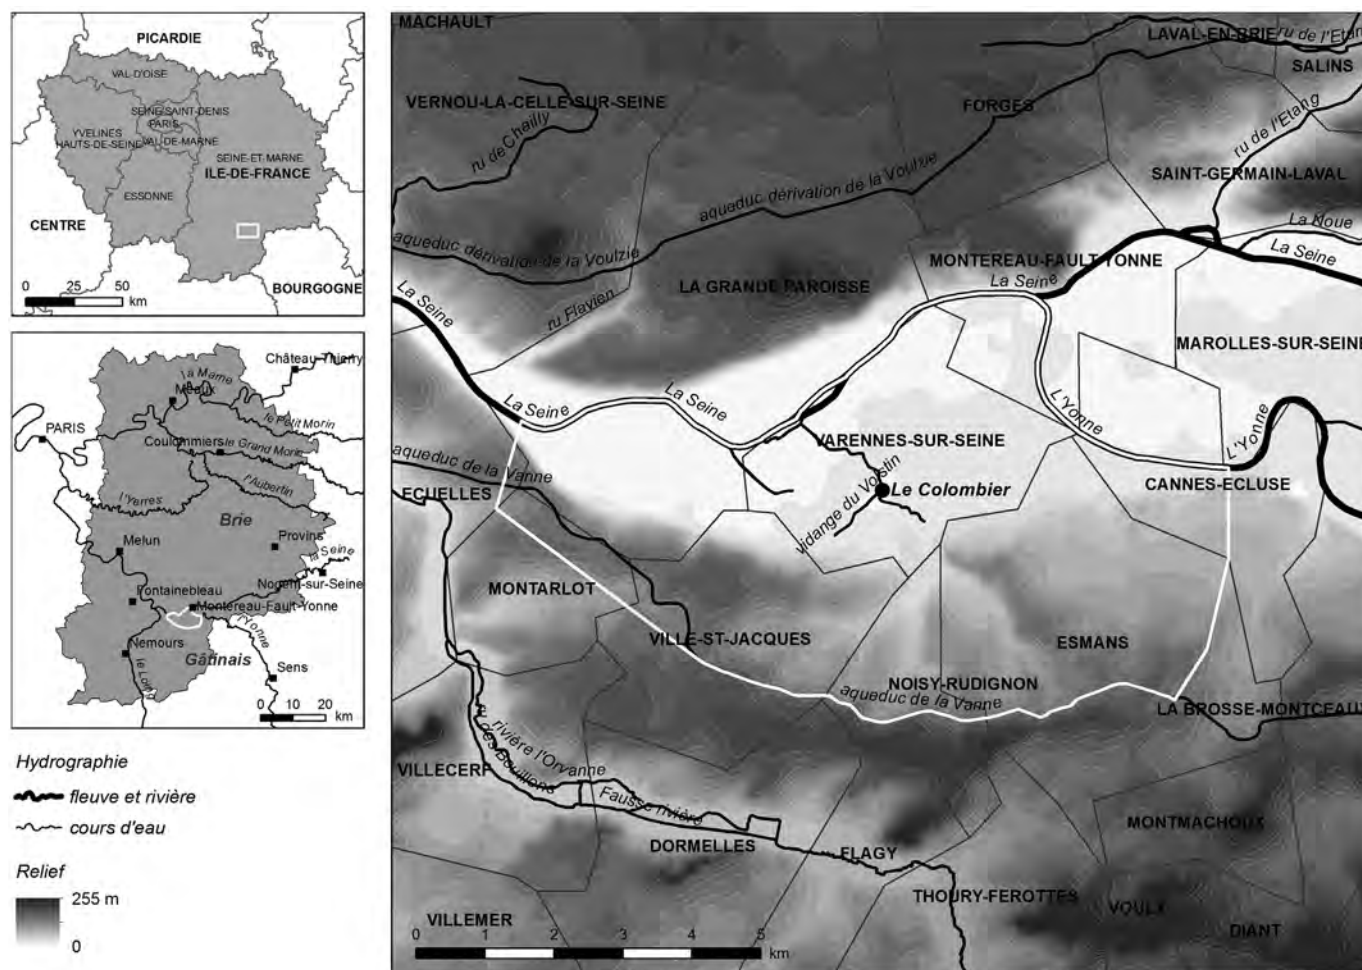 PICARDIE
VAL-D'OISE
SEINE-SAINT-DENIS
PARIS
YVELINES
HAUTS-DE-SEINE
VAL-DE-MARNE
SEINE-ET-MARNE
ILE-DE-FRANCE
ESSONNE
CENTRE
BOURGOGNE
0 25 50
km
Château-Thierry
la Marne
Meaux
le Petit Morin
PARIS
Coulommiers
le Grand Morin
l'Aubertin
l'Yerres
Brie
Melun
Provins
la Seine
Nogent-sur-Seine
Fontainebleau
Montereau-Fault-Yonne
l'Yonne
Nemours
Gâtinais
Sens
le Loing
0 10 20
km
Hydrographie
fleuve et rivière
cours d'eau
Relief
255 m
0
MACHAULT
LAVAL-EN-BRIE
ru de l'Etang
SALINS
VERNOU-LA-CELLE-SUR-SEINE
FORGES
ru de Chailly
ru de l'Etang
SAINT-GERMAIN-LAVAL
aqueduc dérivation de la Voulzie
La Noue
aqueduc dérivation de la Voulzie
MONTEREAU-FAULT-YONNE
La Seine
LA GRANDE PAROISSE
La Seine
La Seine
ru Flavien
MAROLLES-SUR-SEINE
La Seine
La Seine
L'Yonne
L'Yonne
VARENNES-SUR-SEINE
aqueduc de la Vanne
ECUELLES
CANNES-ECLUSE
Le Colombier
vidange du Volstin
MONTARLOT
VILLE-ST-JACQUES
ESMANS
NOISY-RUDIGNON
aqueduc de la Vanne
LA BROSSE-MONTCEAUX
rivière l'Orvanne
VILLECERF
Fausse rivière
MONTMACHOUX
DORMELLES
FLAGY
THOURY-FEROTTES
VOULX
VILLEMER
DIANT
0 1 2 3 4 5
km